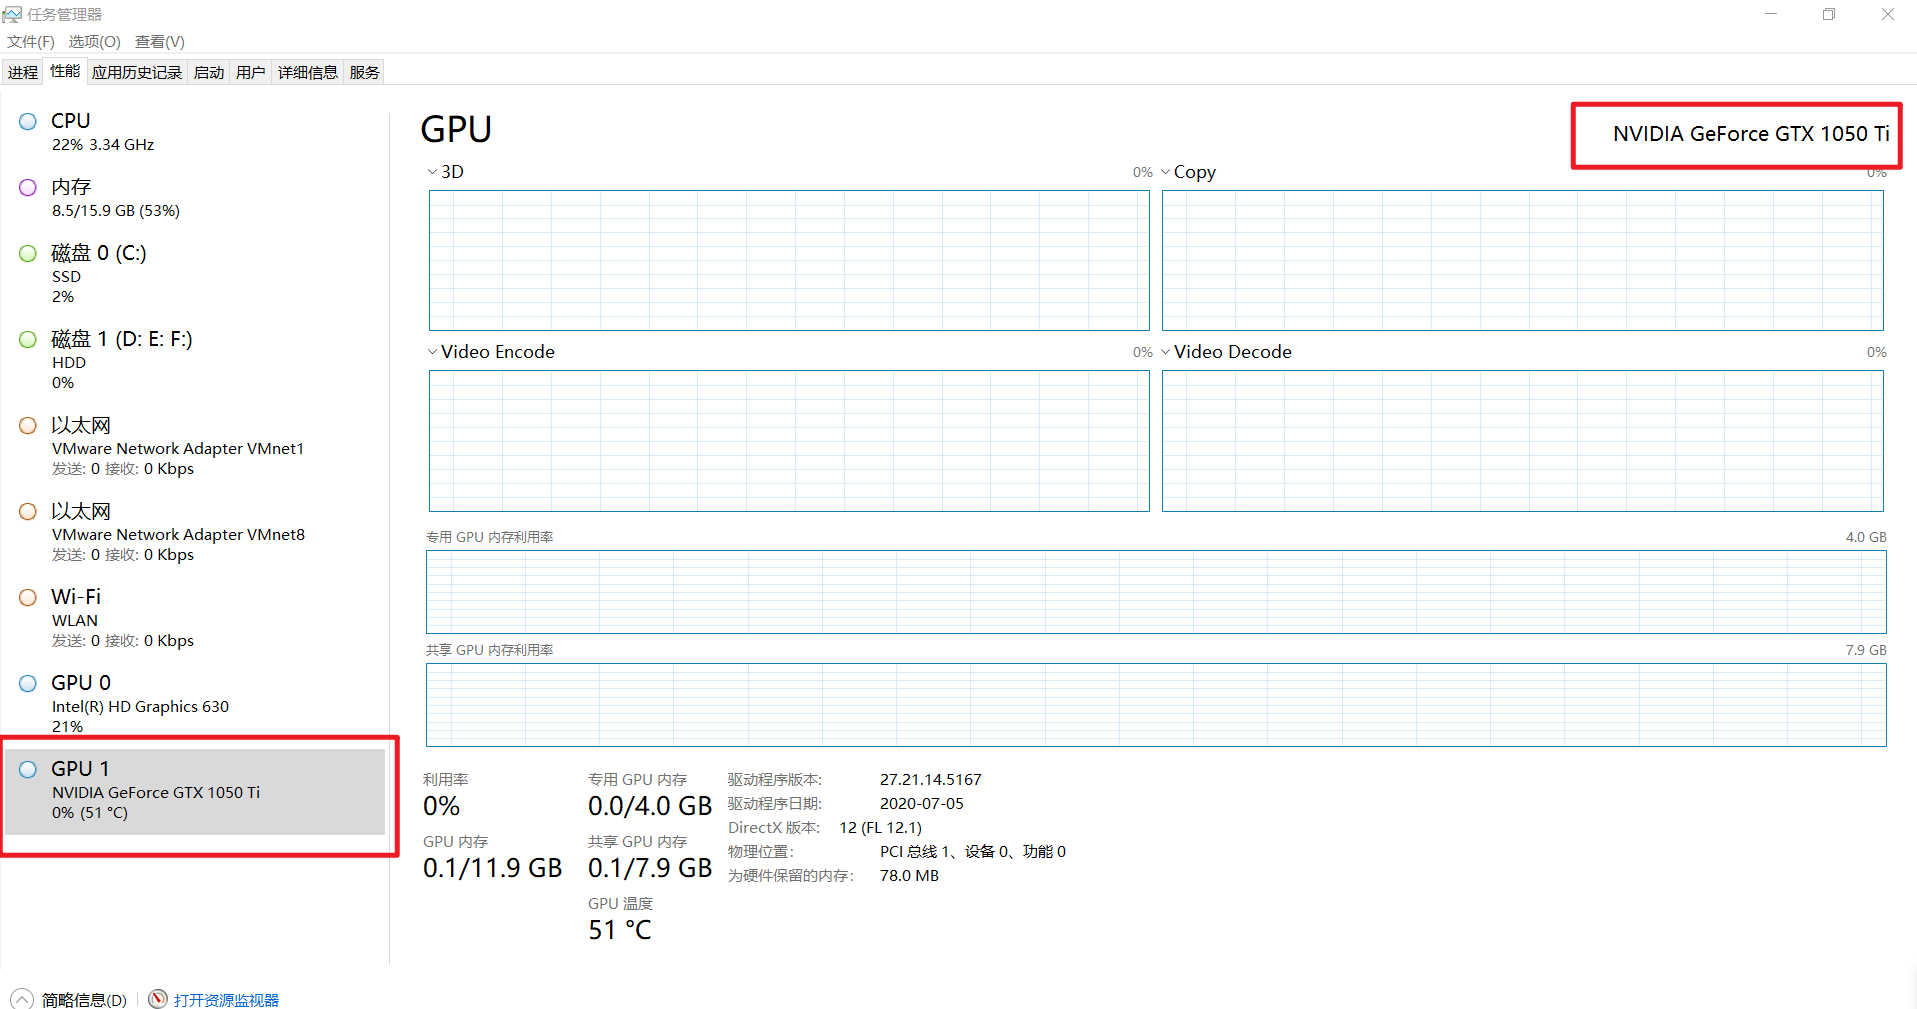 任务管理器
文件(F) 选项(O) 查看(V)
进程 性能 应用历史记录 启动 用户 详细信息 服务
CPU
22% 3.34 GHz
内存
8.5/15.9 GB (53%)
磁盘 0 (C:)
SSD
2%
磁盘 1 (D: E: F:)
HDD
0%
以太网
VMware Network Adapter VMnet1
发送: 0 接收: 0 Kbps
以太网
VMware Network Adapter VMnet8
发送: 0 接收: 0 Kbps
Wi-Fi
WLAN
发送: 0 接收: 0 Kbps
GPU 0
Intel(R) HD Graphics 630
21%
GPU 1
NVIDIA GeForce GTX 1050 Ti
0% (51 °C)
GPU
NVIDIA GeForce GTX 1050 Ti
3D 0%
Copy 0%
Video Encode 0%
Video Decode 0%
专用 GPU 内存利用率 4.0 GB
共享 GPU 内存利用率 7.9 GB
利用率
0%
GPU 内存
0.1/11.9 GB
专用 GPU 内存
0.0/4.0 GB
共享 GPU 内存
0.1/7.9 GB
GPU 温度
51 °C
驱动程序版本: 27.21.14.5167
驱动程序日期: 2020-07-05
DirectX 版本: 12 (FL 12.1)
物理位置: PCI 总线 1、设备 0、功能 0
为硬件保留的内存: 78.0 MB
简略信息(D) 打开资源监视器